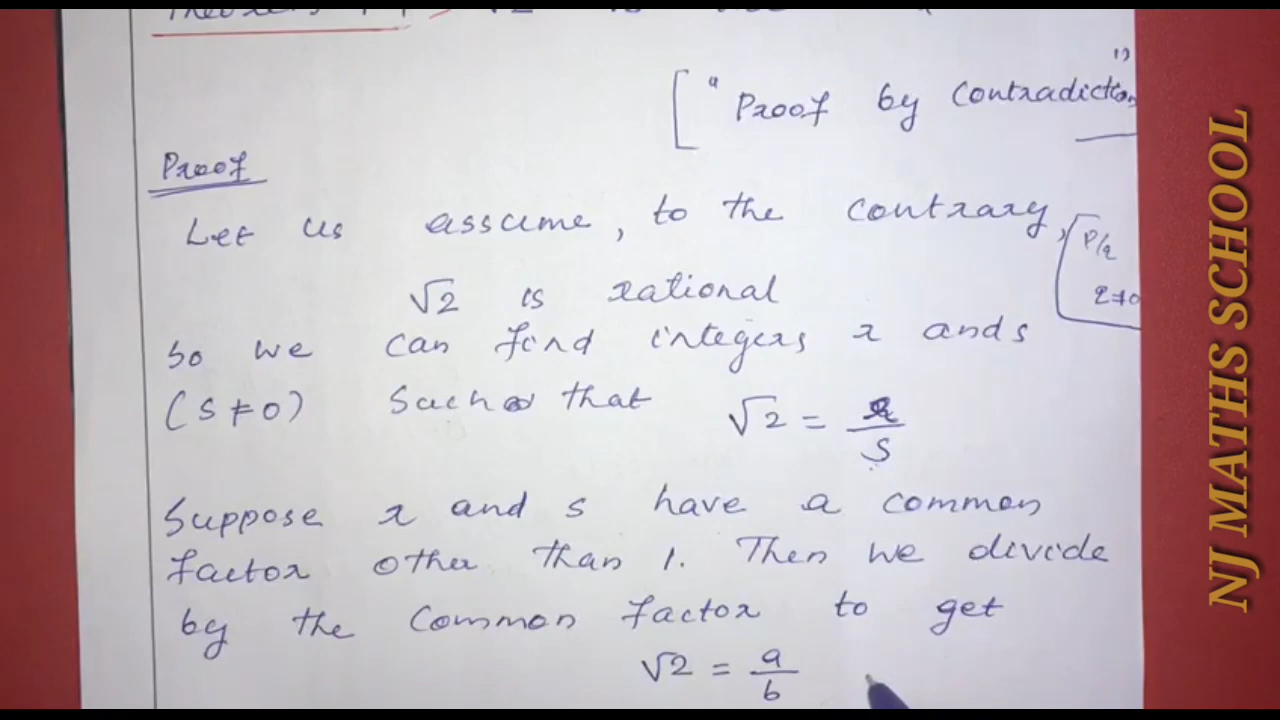 √2
["Proof by Contradiction"
Proof
Let us assume, to the contrary,
p/q
q≠0
√2 is rational
So we can find integers r and s
(s≠0) Such that √2 = r/s
Suppose r and s have a common
factor other than 1. Then we divide
by the common factor to get
√2 = a/b
NJ MATHS SCHOOL